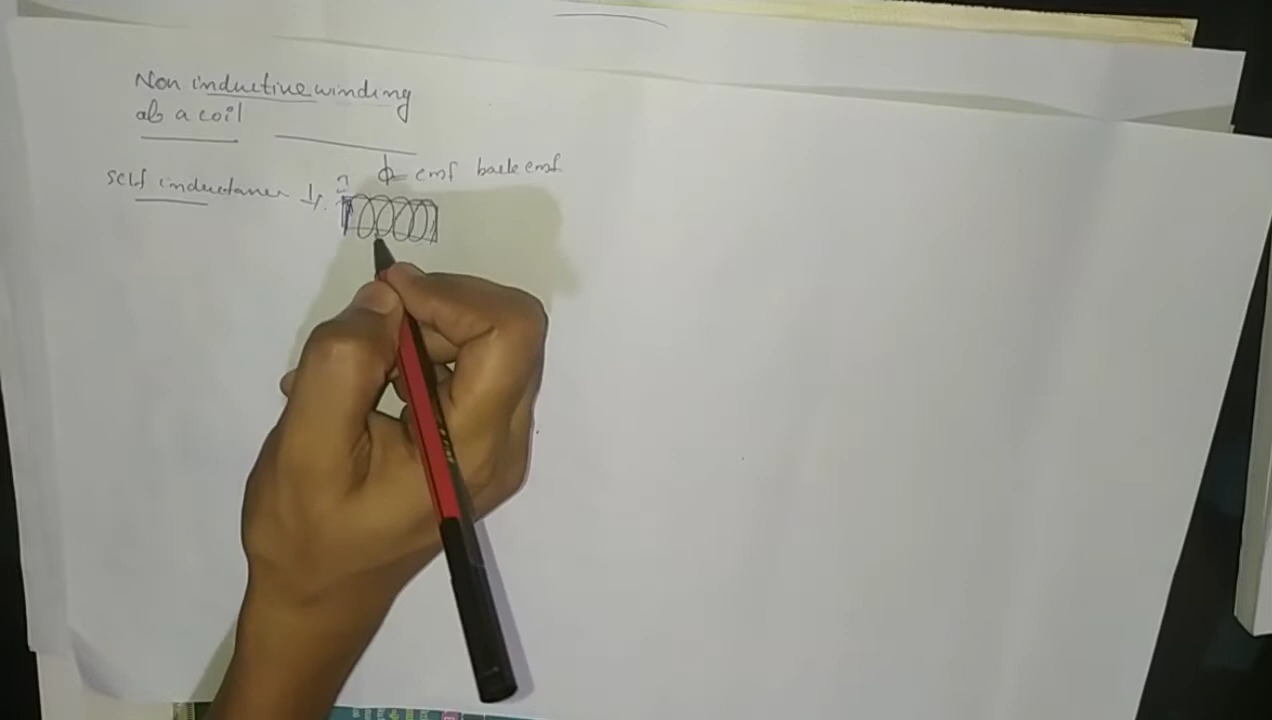 Non inductive winding
of a coil
ϕ emf back emf
self inductance